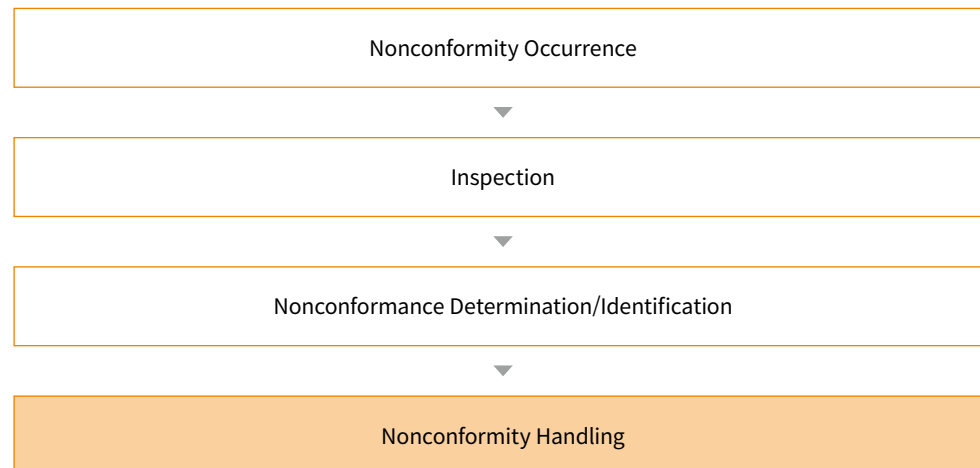 Nonconformity Occurrence
Inspection
Nonconformance Determination/Identification
Nonconformity Handling